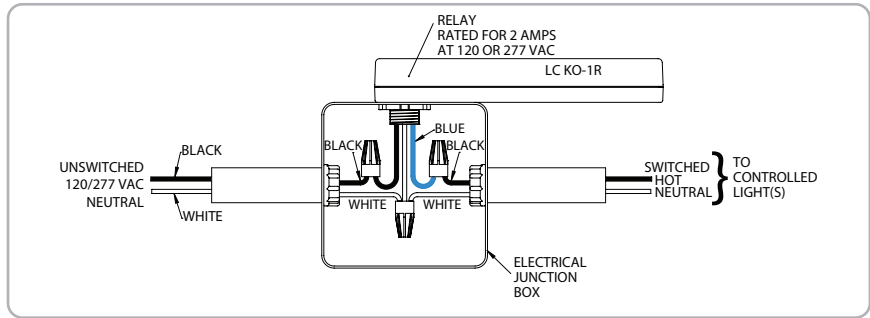 RELAY
RATED FOR 2 AMPS
AT 120 OR 277 VAC
LC KO-1R
BLUE
BLACK
BLACK
BLACK
UNSWITCHED
120/277 VAC
NEUTRAL
WHITE
WHITE
WHITE
SWITCHED
HOT
NEUTRAL
TO
CONTROLLED
LIGHT(S)
ELECTRICAL
JUNCTION
BOX